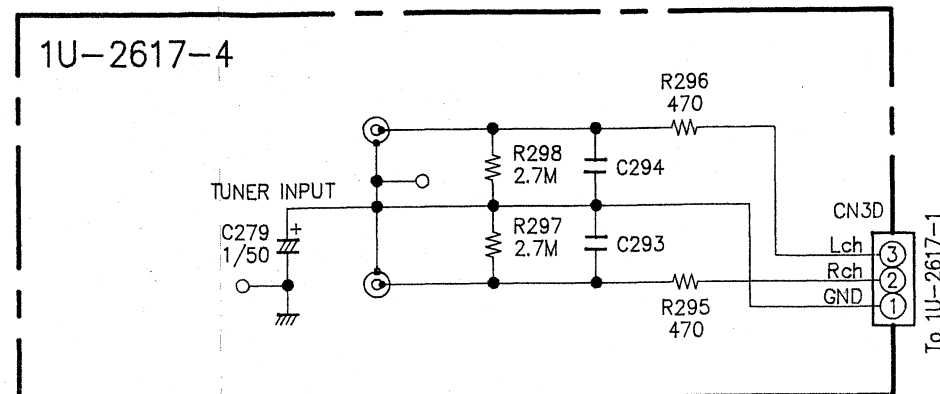 1U-2617-4
R296
470
R298
2.7M
C294
TUNER INPUT
C279
1/50
+
R297
2.7M
C293
CN3D
Lch
3
Rch
2
GND
1
R295
470
To 1U-2617-1